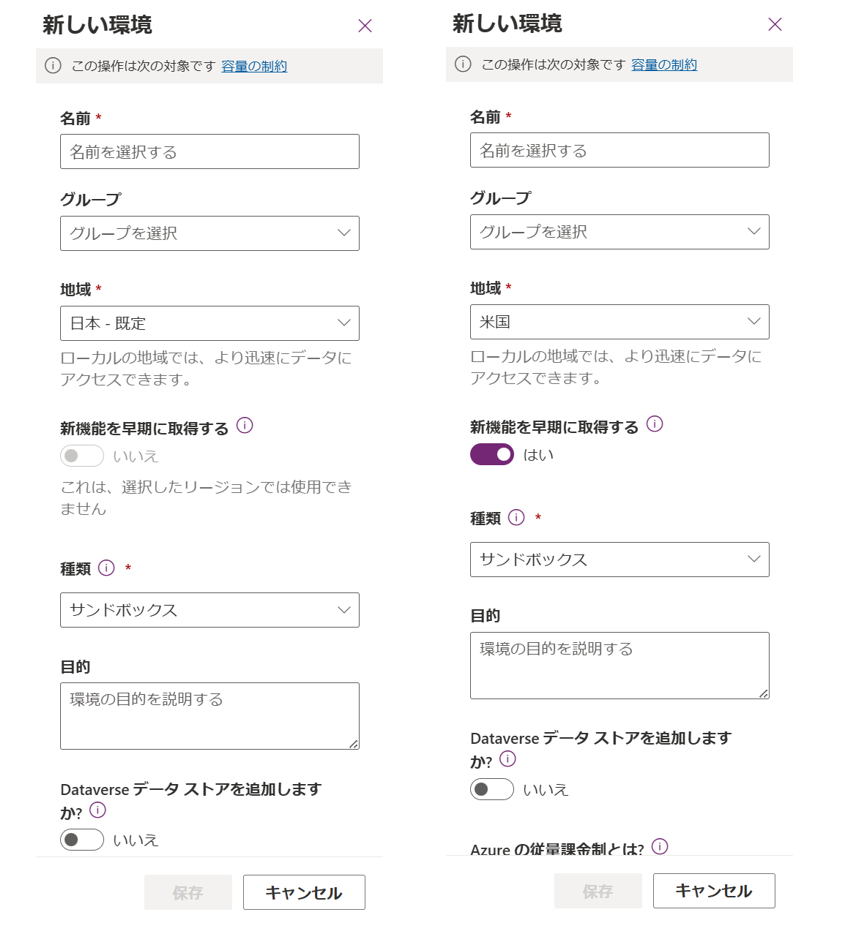 新しい環境
この操作は次の対象です 容量の制約
名前 *
名前を選択する
グループ
グループを選択
地域 *
日本 - 既定
ローカルの地域では、より迅速にデータに
アクセスできます。
新機能を早期に取得する
いいえ
これは、選択したリージョンでは使用でき
ません
種類 *
サンドボックス
目的
環境の目的を説明する
Dataverse データ ストアを追加します
か?
いいえ
保存
キャンセル
新しい環境
この操作は次の対象です 容量の制約
名前 *
名前を選択する
グループ
グループを選択
地域 *
米国
ローカルの地域では、より迅速にデータに
アクセスできます。
新機能を早期に取得する
はい
種類 *
サンドボックス
目的
環境の目的を説明する
Dataverse データ ストアを追加します
か?
いいえ
Azure の従量課金制とは?
保存
キャンセル